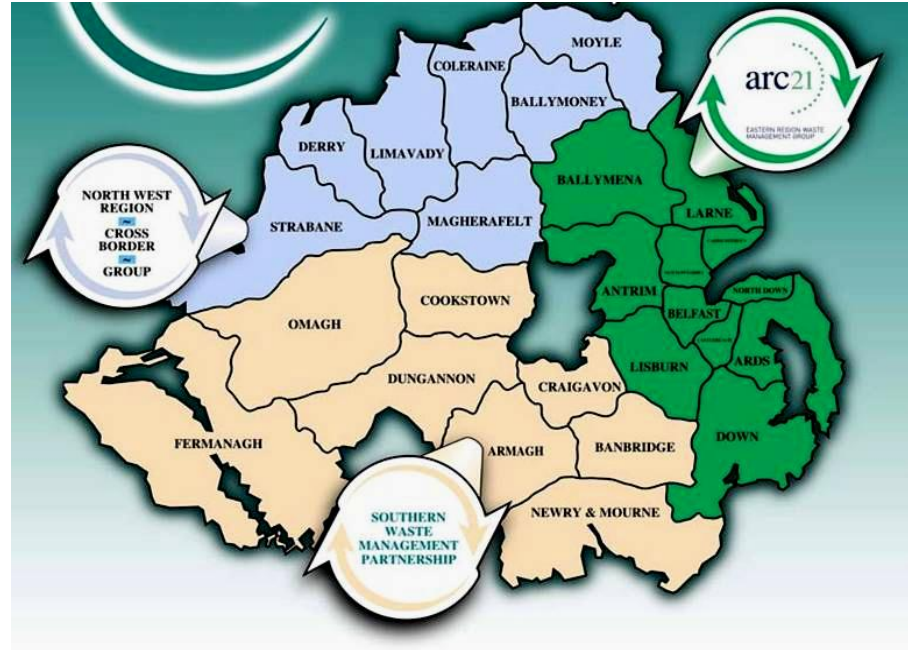 MOYLE
COLERAINE
arc21
BALLYMONEY
EASTERN REGION WASTE
MANAGEMENT GROUP
DERRY
LIMAVADY
BALLYMENA
NORTH WEST
REGION
~
CROSS
BORDER
~
GROUP
STRABANE
MAGHERAFELT
LARNE
COOKSTOWN
ANTRIM
NORTH DOWN
OMAGH
BELFAST
LISBURN
ARDS
DUNGANNON
CRAIGAVON
FERMANAGH
ARMAGH
BANBRIDGE
DOWN
NEWRY & MOURNE
SOUTHERN
WASTE
MANAGEMENT
PARTNERSHIP